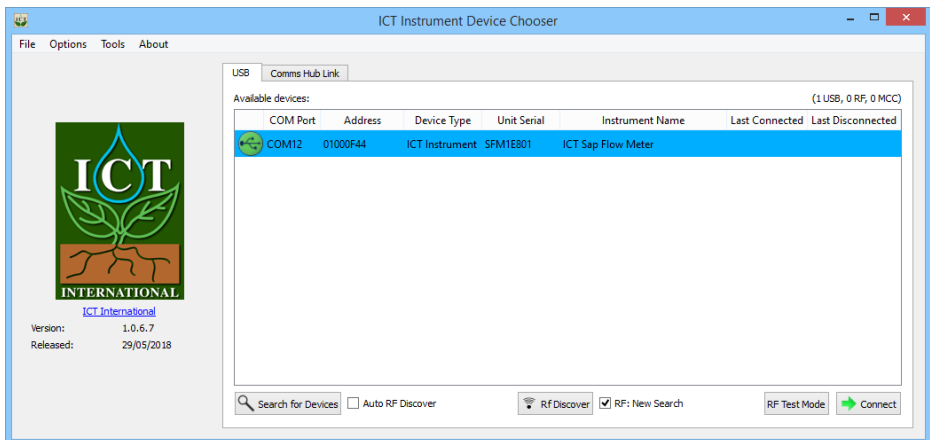 ICT Instrument Device Chooser
File Options Tools About
USB Comms Hub Link
Available devices: (1 USB, 0 RF, 0 MCC)
COM Port Address Device Type Unit Serial Instrument Name Last Connected Last Disconnected
COM12 01000F44 ICT Instrument SFM1E801 ICT Sap Flow Meter
ICT
INTERNATIONAL
ICT International
Version: 1.0.6.7
Released: 29/05/2018
Search for Devices Auto RF Discover Rf Discover RF: New Search RF Test Mode Connect